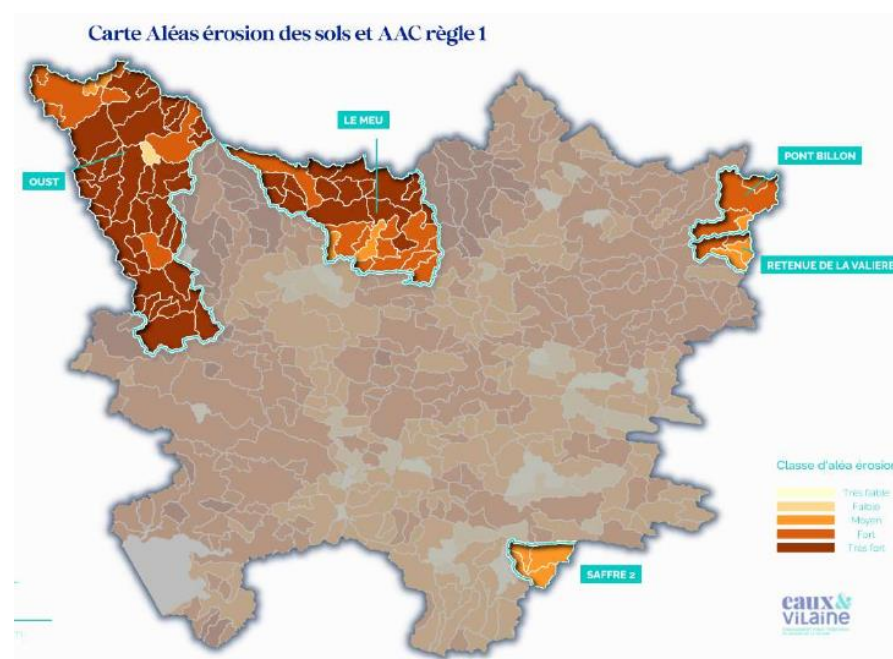 Carte Aléas érosion des sols et AAC règle 1
LE MEU
PONT BILLON
OUST
RETENUE DE LA VALIERE
Classe d'aléa érosion
Très faible
Faible
Moyen
Fort
Très fort
SAFFRE 2
eaux&
VILAINE